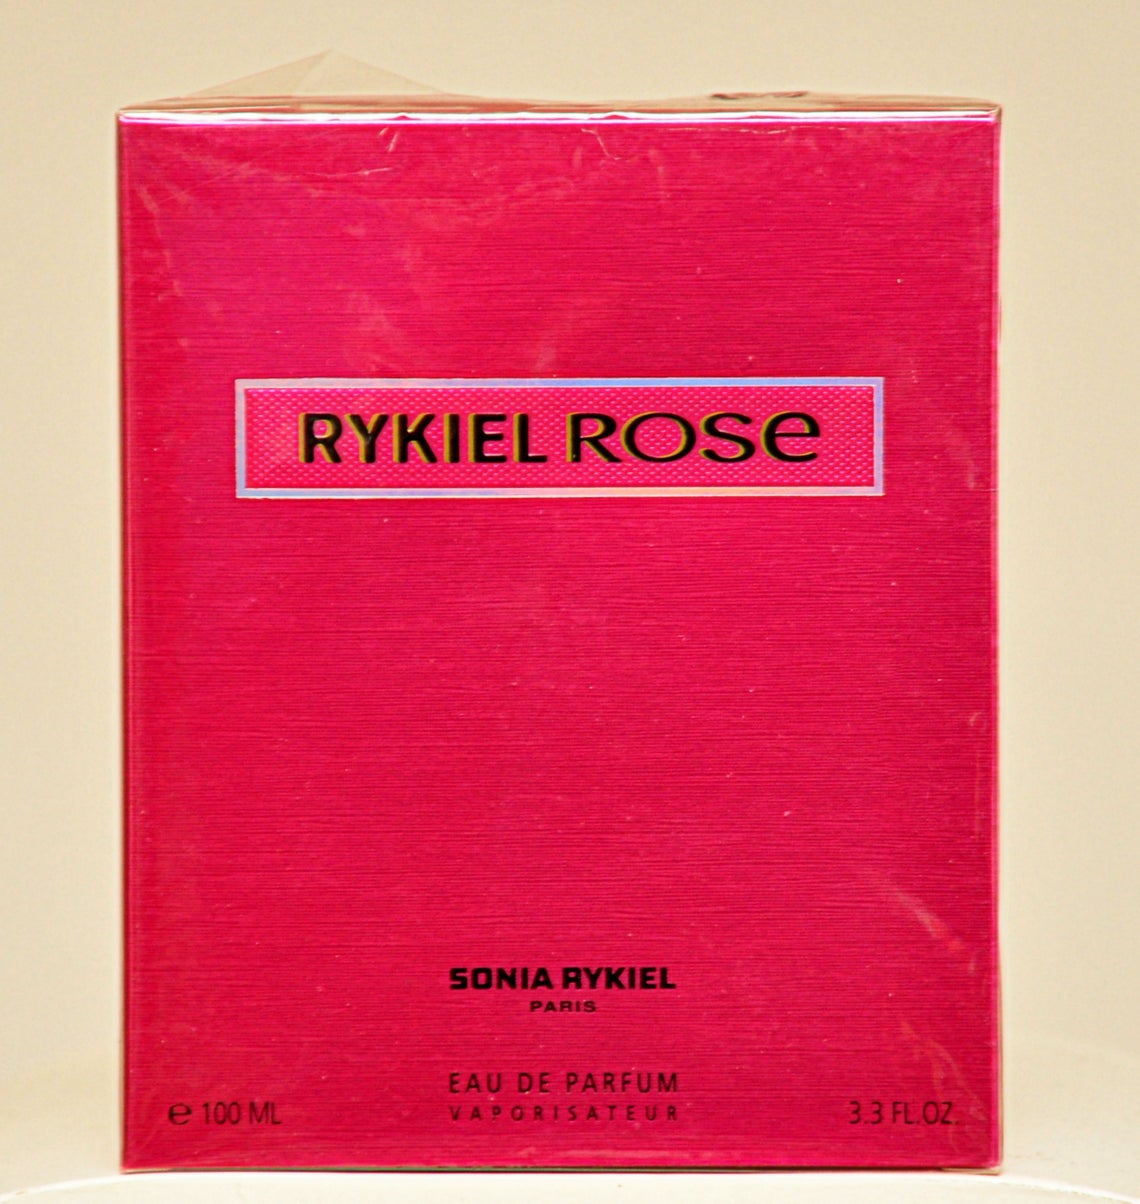 RYKIEL ROSe
SONIA RYKIEL
PARIS
EAU DE PARFUM
VAPORISATEUR
℮ 100 ML
3.3 FL.OZ.